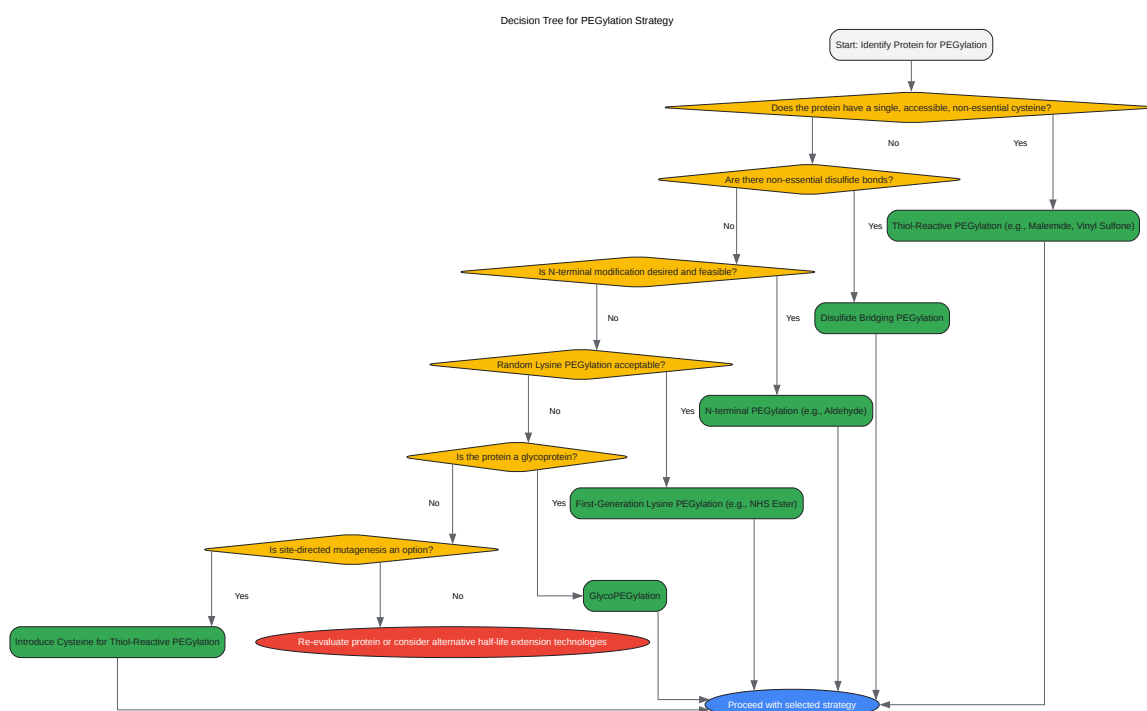 Decision Tree for PEGylation Strategy
Start: Identify Protein for PEGylation
Does the protein have a single, accessible, non-essential cysteine?
No
Yes
Are there non-essential disulfide bonds?
No
Yes
Thiol-Reactive PEGylation (e.g., Maleimide, Vinyl Sulfone)
Is N-terminal modification desired and feasible?
No
Yes
Disulfide Bridging PEGylation
Random Lysine PEGylation acceptable?
No
Yes
N-terminal PEGylation (e.g., Aldehyde)
Is the protein a glycoprotein?
No
Yes
First-Generation Lysine PEGylation (e.g., NHS Ester)
Is site-directed mutagenesis an option?
Yes
No
GlycoPEGylation
Introduce Cysteine for Thiol-Reactive PEGylation
Re-evaluate protein or consider alternative half-life extension technologies
Proceed with selected strategy